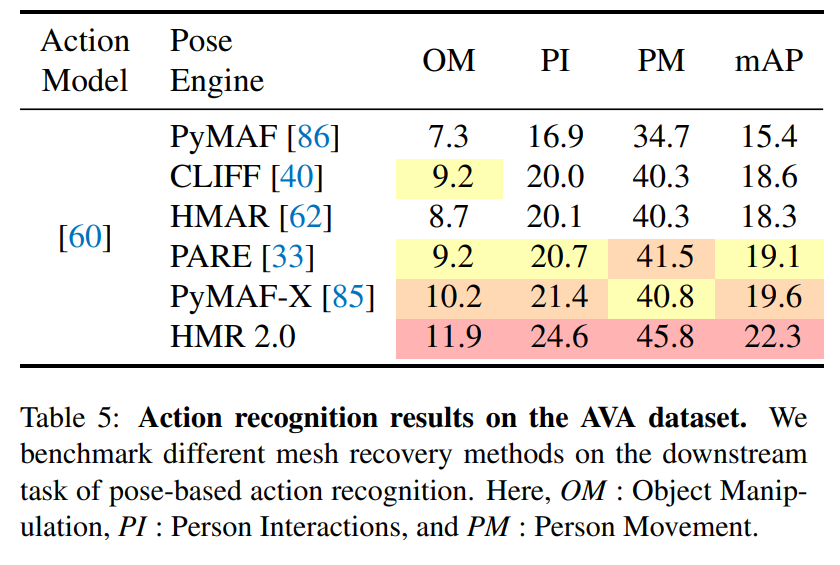 Action Model Pose Engine OM PI PM mAP
PyMAF [86] 7.3 16.9 34.7 15.4
CLIFF [40] 9.2 20.0 40.3 18.6
HMAR [62] 8.7 20.1 40.3 18.3
[60]
PARE [33] 9.2 20.7 41.5 19.1
PyMAF-X [85] 10.2 21.4 40.8 19.6
HMR 2.0 11.9 24.6 45.8 22.3
Table 5: Action recognition results on the AVA dataset. We
benchmark different mesh recovery methods on the downstream
task of pose-based action recognition. Here, OM : Object Manip-
ulation, PI : Person Interactions, and PM : Person Movement.